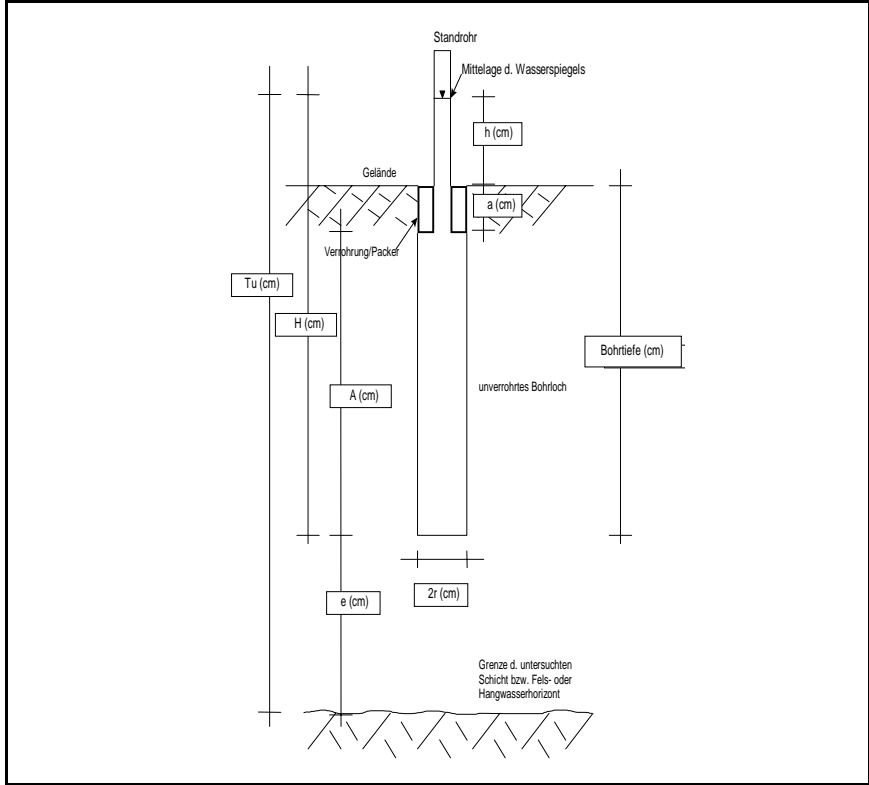 Standrohr
Mittelage d. Wasserspiegels
h (cm)
Gelände
a (cm)
Verrohrung/Packer
Tu (cm)
H (cm)
Bohrtiefe (cm)
A (cm)
unverrohrtes Bohrloch
e (cm)
2r (cm)
Grenze d. untersuchten
Schicht bzw. Fels- oder
Hangwasserhorizont